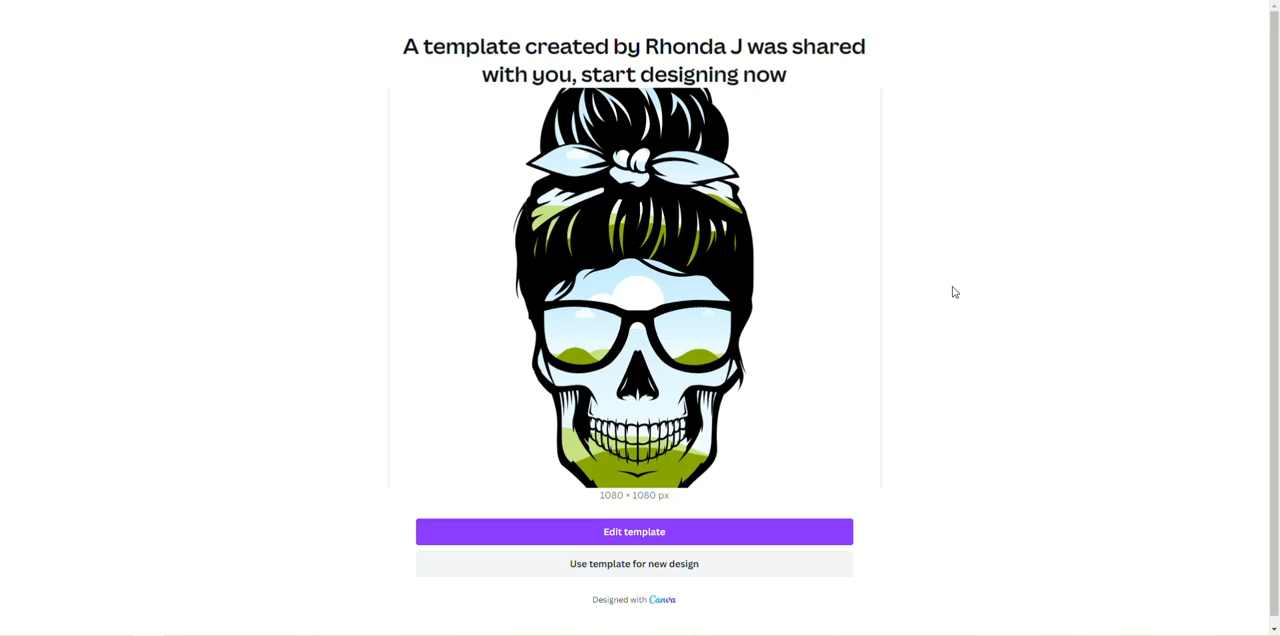 A template created by Rhonda J was shared
with you, start designing now
1080 × 1080 px
Edit template
Use template for new design
Designed with Canva